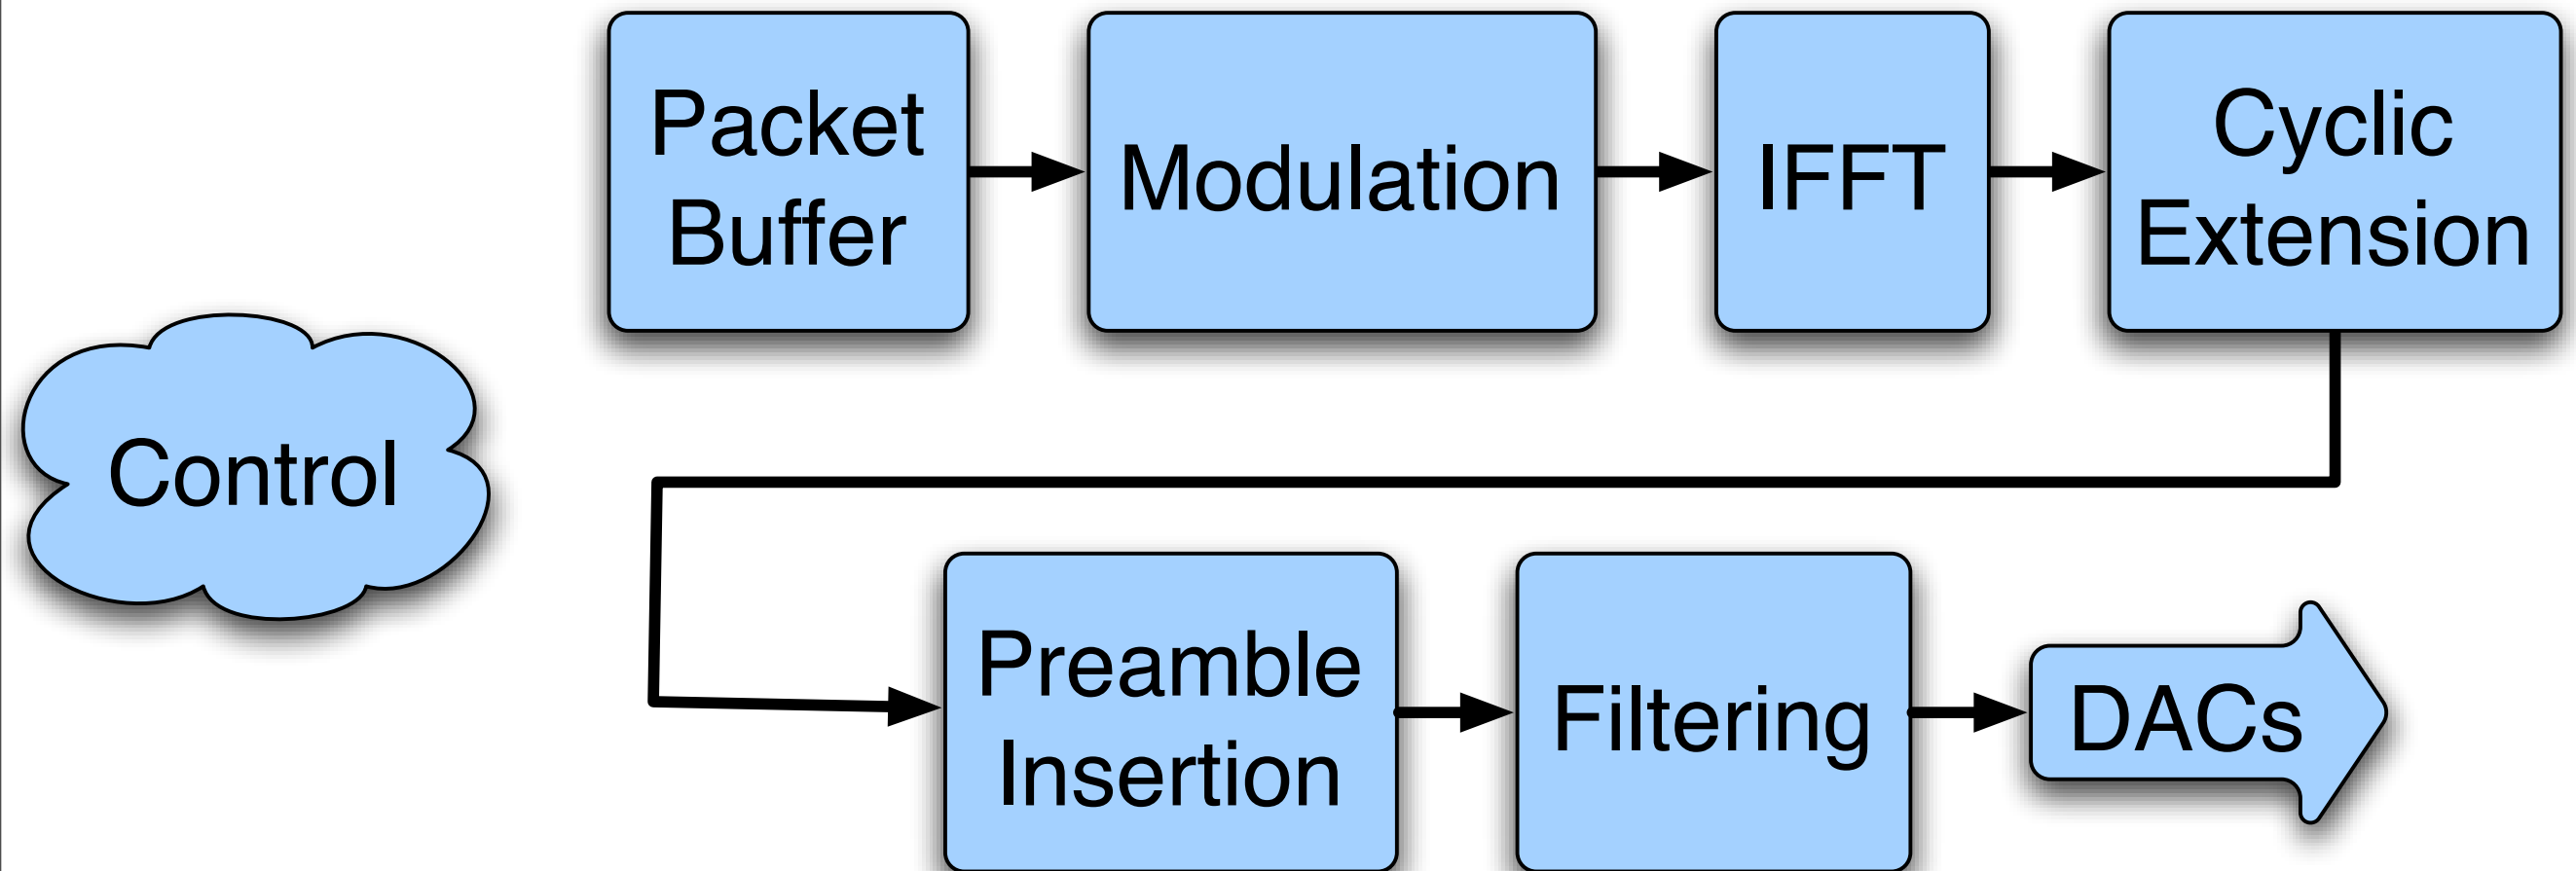 Packet
Buffer
Modulation
IFFT
Cyclic
Extension
Control
Preamble
Insertion
Filtering
DACs